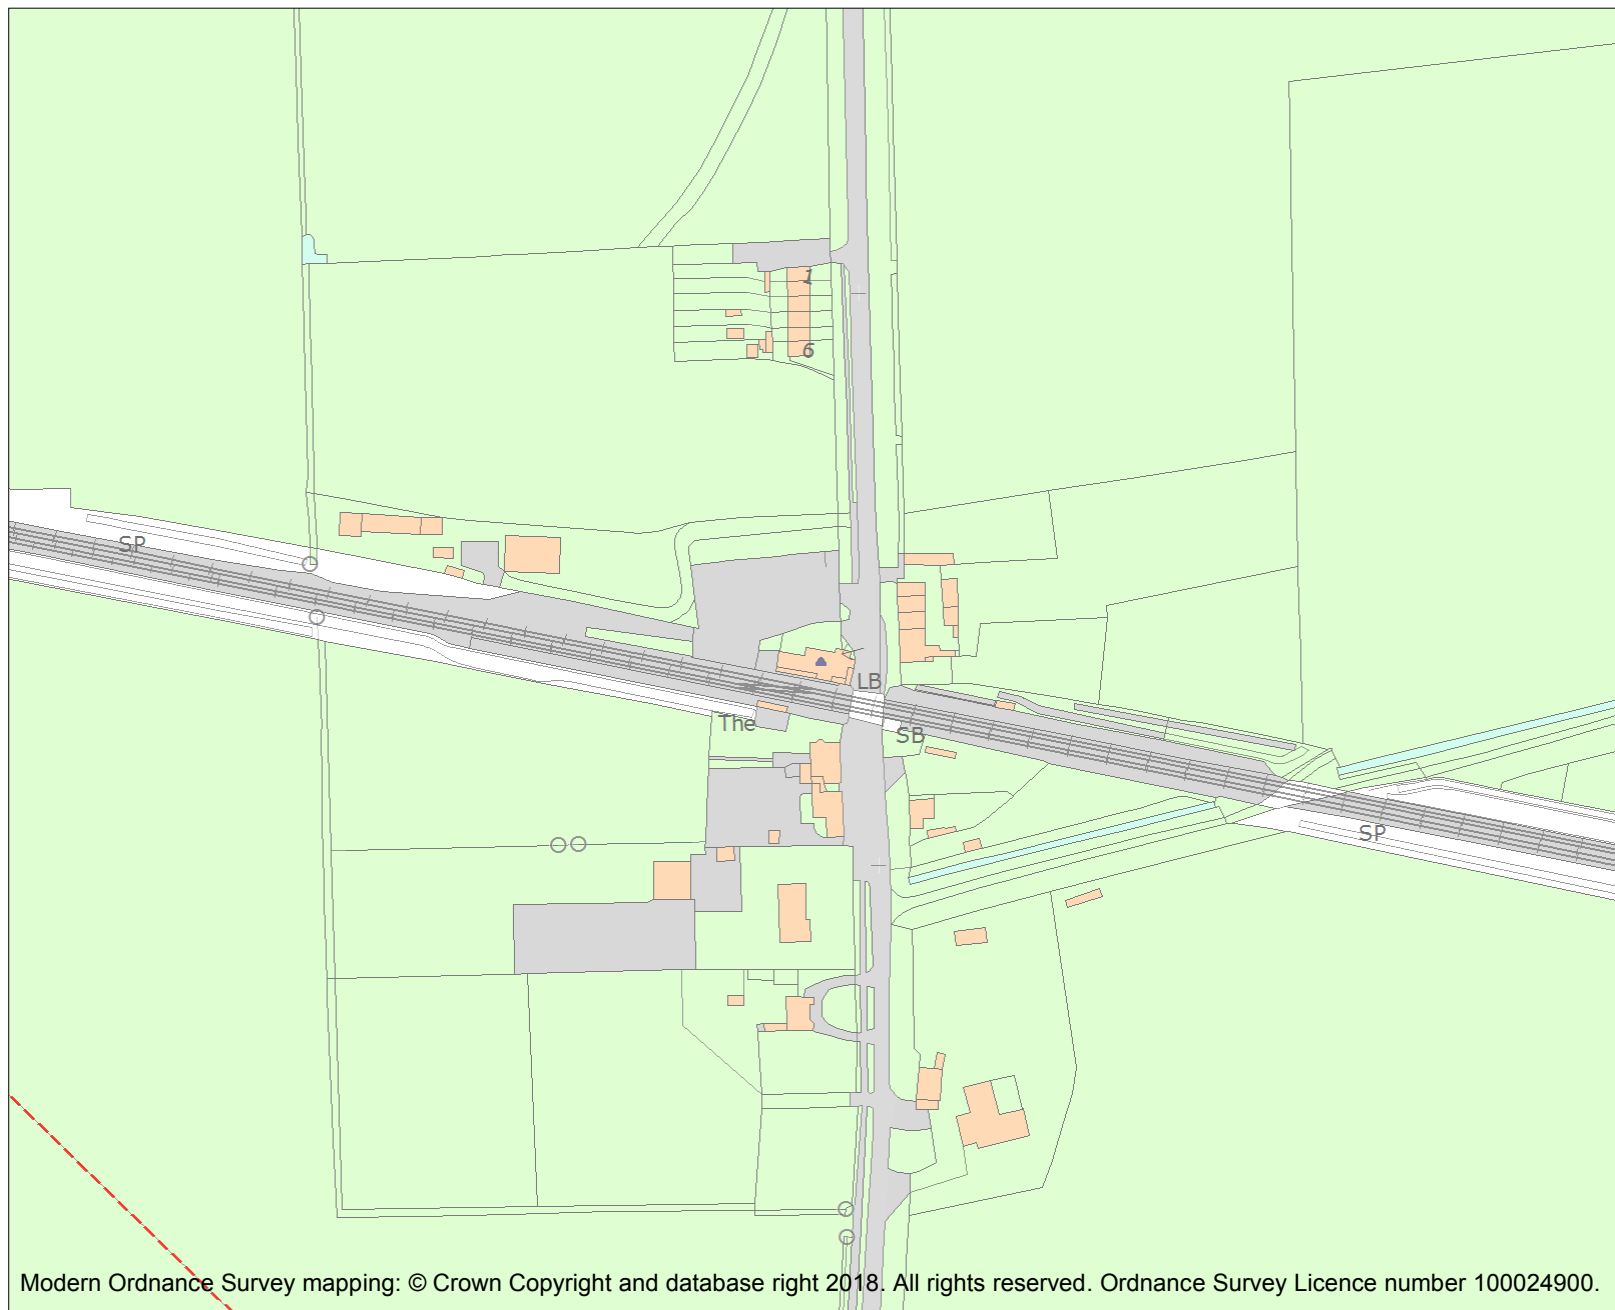 1
6
SP
LB
The
SB
SP
Modern Ordnance Survey mapping: © Crown Copyright and database right 2018. All rights reserved. Ordnance Survey Licence number 100024900.